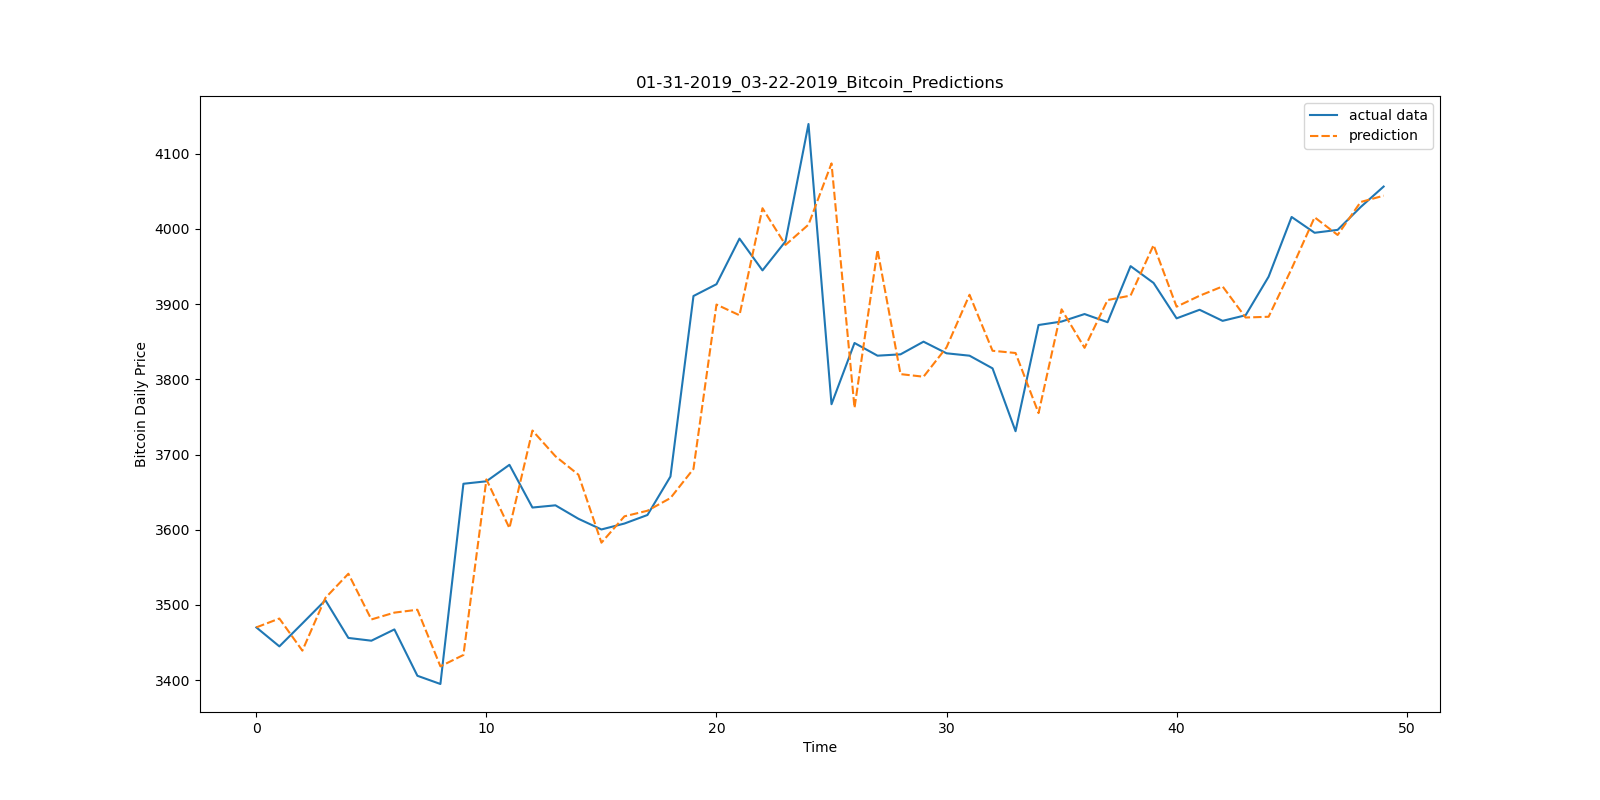 01-31-2019_03-22-2019_Bitcoin_Predictions
actual data
prediction
4100
4000
3900
3800
3700
3600
3500
3400
Bitcoin Daily Price
0 10 20 30 40 50
Time